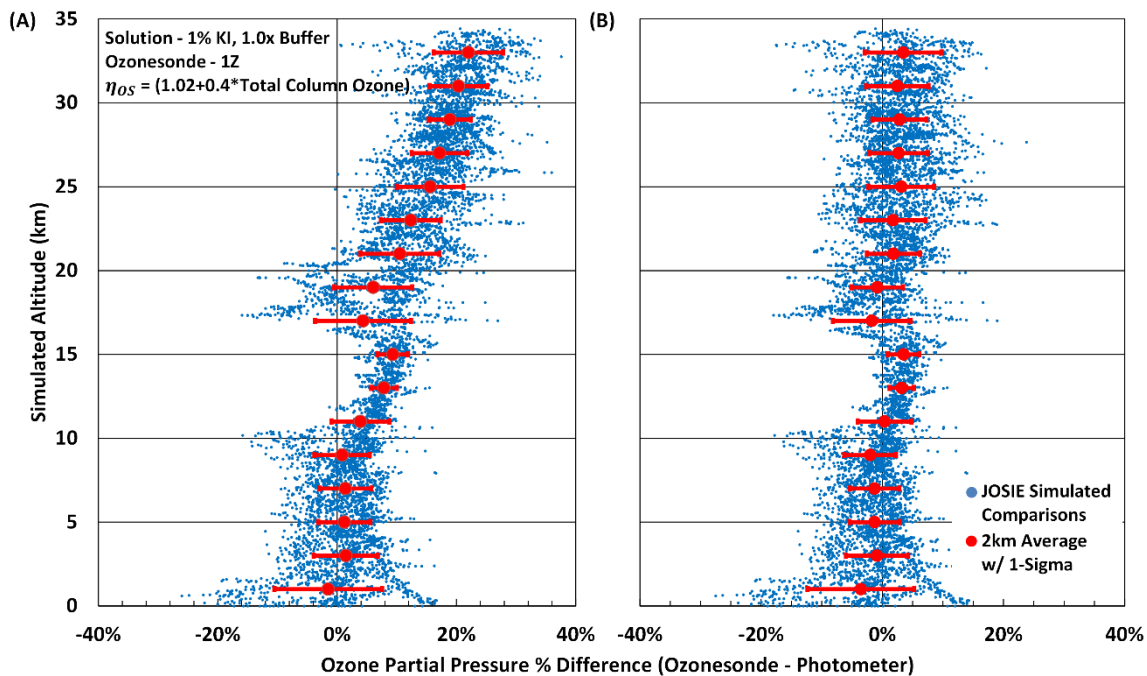 (A)
(B)
Solution - 1% KI, 1.0x Buffer
Ozonesonde - 1Z
η_OS = (1.02+0.4*Total Column Ozone)
Simulated Altitude (km)
35
30
25
20
15
10
5
0
JOSIE Simulated
Comparisons
2km Average
w/ 1-Sigma
-40% -20% 0% 20% 40%
-40% -20% 0% 20% 40%
Ozone Partial Pressure % Difference (Ozonesonde - Photometer)